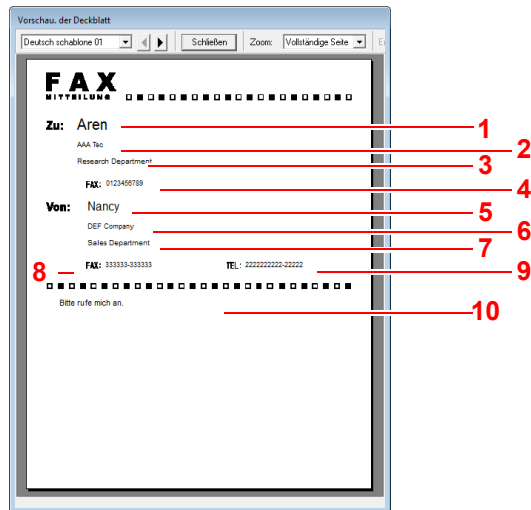 Vorschau. der Deckblatt
Deutsch schablone 01 Schließen Zoom: Vollständige Seite
FAX
MITTEILUNG
Zu: Aren 1
AAA Tec 2
Research Department 3
FAX: 0123456789 4
Von: Nancy 5
DEF Company 6
Sales Department 7
8 FAX: 333333-333333 TEL: 2222222222-22222 9
Bitte rufe mich an. 10